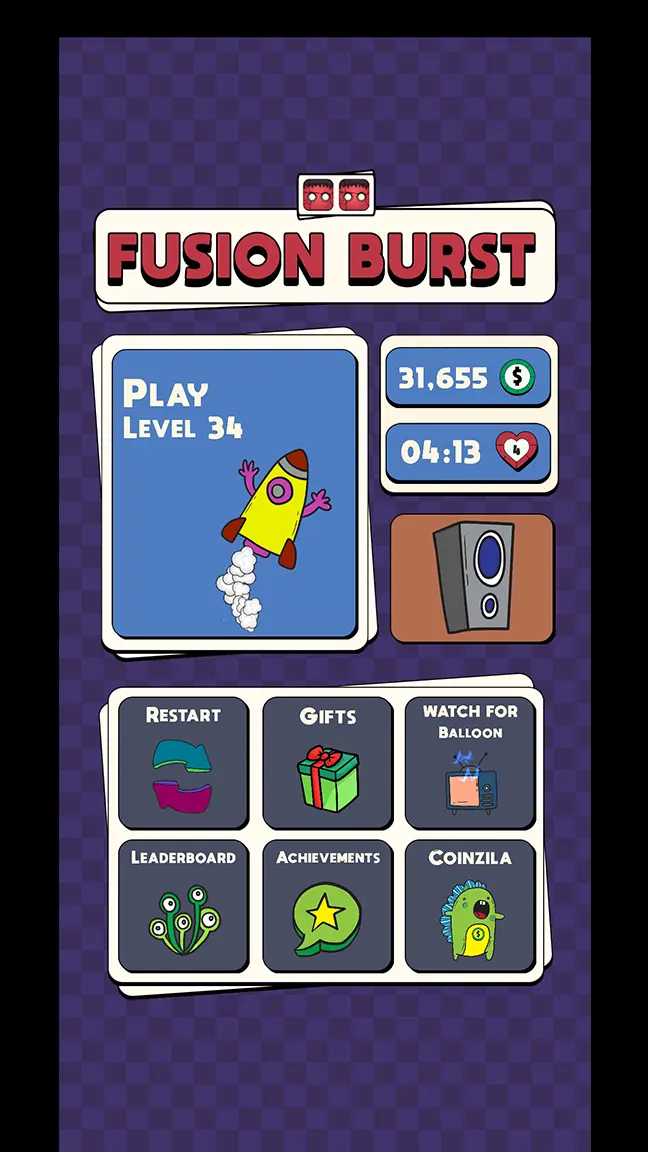 FUSION BURST
PLAY
LEVEL 34
31,655 $
04:13 4
RESTART
GIFTS
WATCH FOR
BALLOON
LEADERBOARD
ACHIEVEMENTS
COINZILA
$